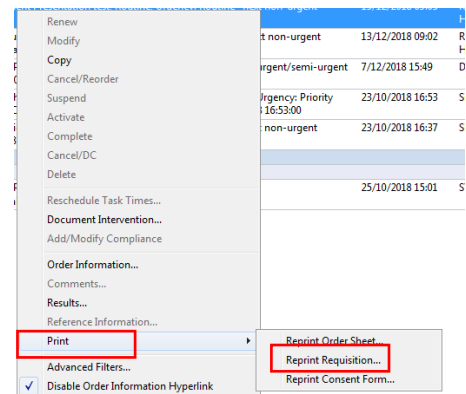 Renew
Modify
t non-urgent 13/12/2018 09:02 R
H
Copy
urgent/semi-urgent 7/12/2018 15:49 D
Cancel/Reorder
Suspend
Urgency: Priority 23/10/2018 16:53 S
16:53:00
Activate
non-urgent 23/10/2018 16:37 S
Complete
Cancel/DC
Delete
25/10/2018 15:01 S
Reschedule Task Times...
Document Intervention...
Add/Modify Compliance
Order Information...
Comments...
Results...
Reference Information...
Print
Reprint Order Sheet...
Reprint Requisition...
Reprint Consent Form...
Advanced Filters...
Disable Order Information Hyperlink